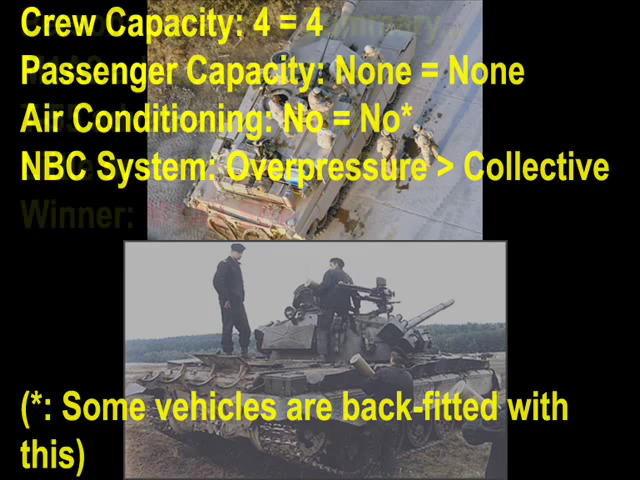 Crew Capacity: 4 = 4
Passenger Capacity: None = None
Air Conditioning: No = No*
NBC System: Overpressure > Collective
Winner:
(*: Some vehicles are back-fitted with
this)